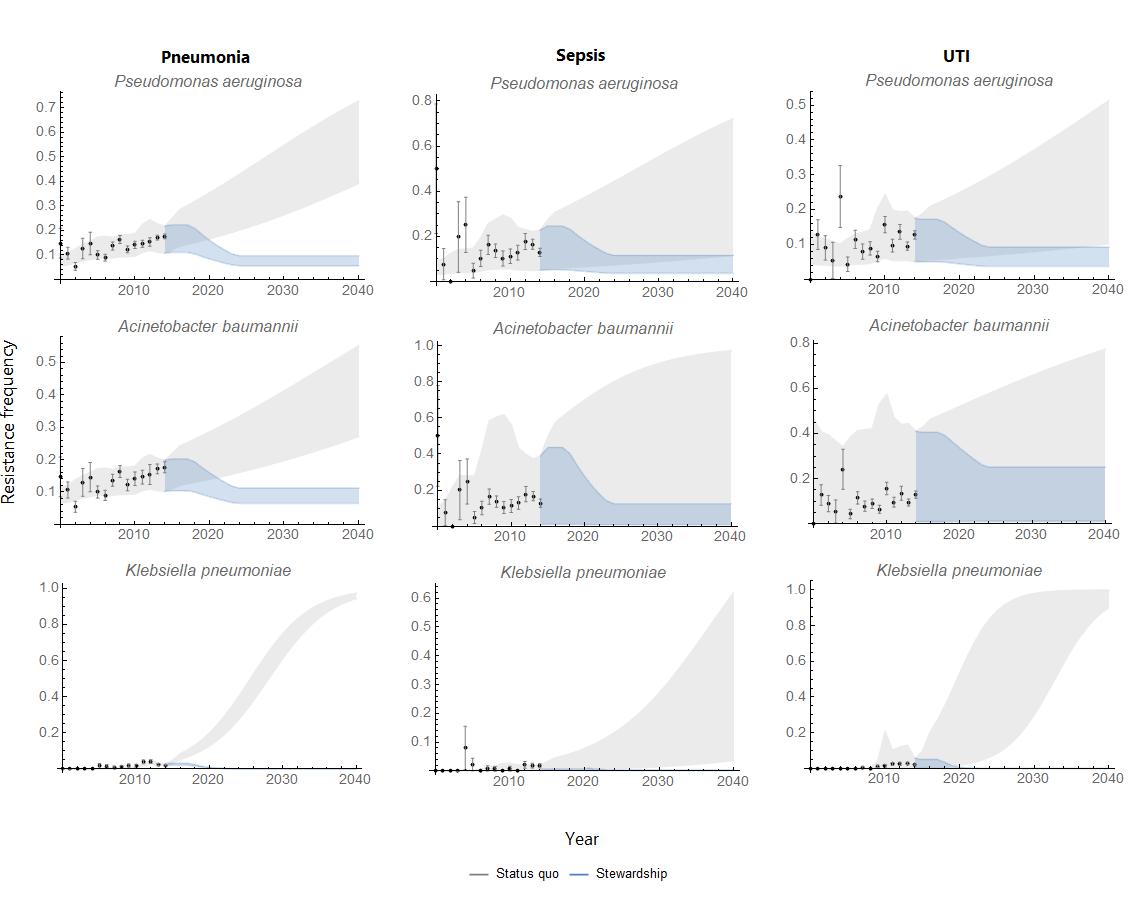 Pneumonia
Sepsis
UTI
Pseudomonas aeruginosa
Pseudomonas aeruginosa
Pseudomonas aeruginosa
0.7
0.6
0.5
0.4
0.3
0.2
0.1
2010 2020 2030 2040
0.8
0.6
0.4
0.2
2010 2020 2030 2040
0.5
0.4
0.3
0.2
0.1
2010 2020 2030 2040
Resistance frequency
Acinetobacter baumannii
Acinetobacter baumannii
Acinetobacter baumannii
0.5
0.4
0.3
0.2
0.1
2010 2020 2030 2040
1.0
0.8
0.6
0.4
0.2
2010 2020 2030 2040
0.8
0.6
0.4
0.2
2010 2020 2030 2040
Klebsiella pneumoniae
Klebsiella pneumoniae
Klebsiella pneumoniae
1.0
0.8
0.6
0.4
0.2
2010 2020 2030 2040
0.6
0.5
0.4
0.3
0.2
0.1
2010 2020 2030 2040
1.0
0.8
0.6
0.4
0.2
2010 2020 2030 2040
Year
Status quo Stewardship